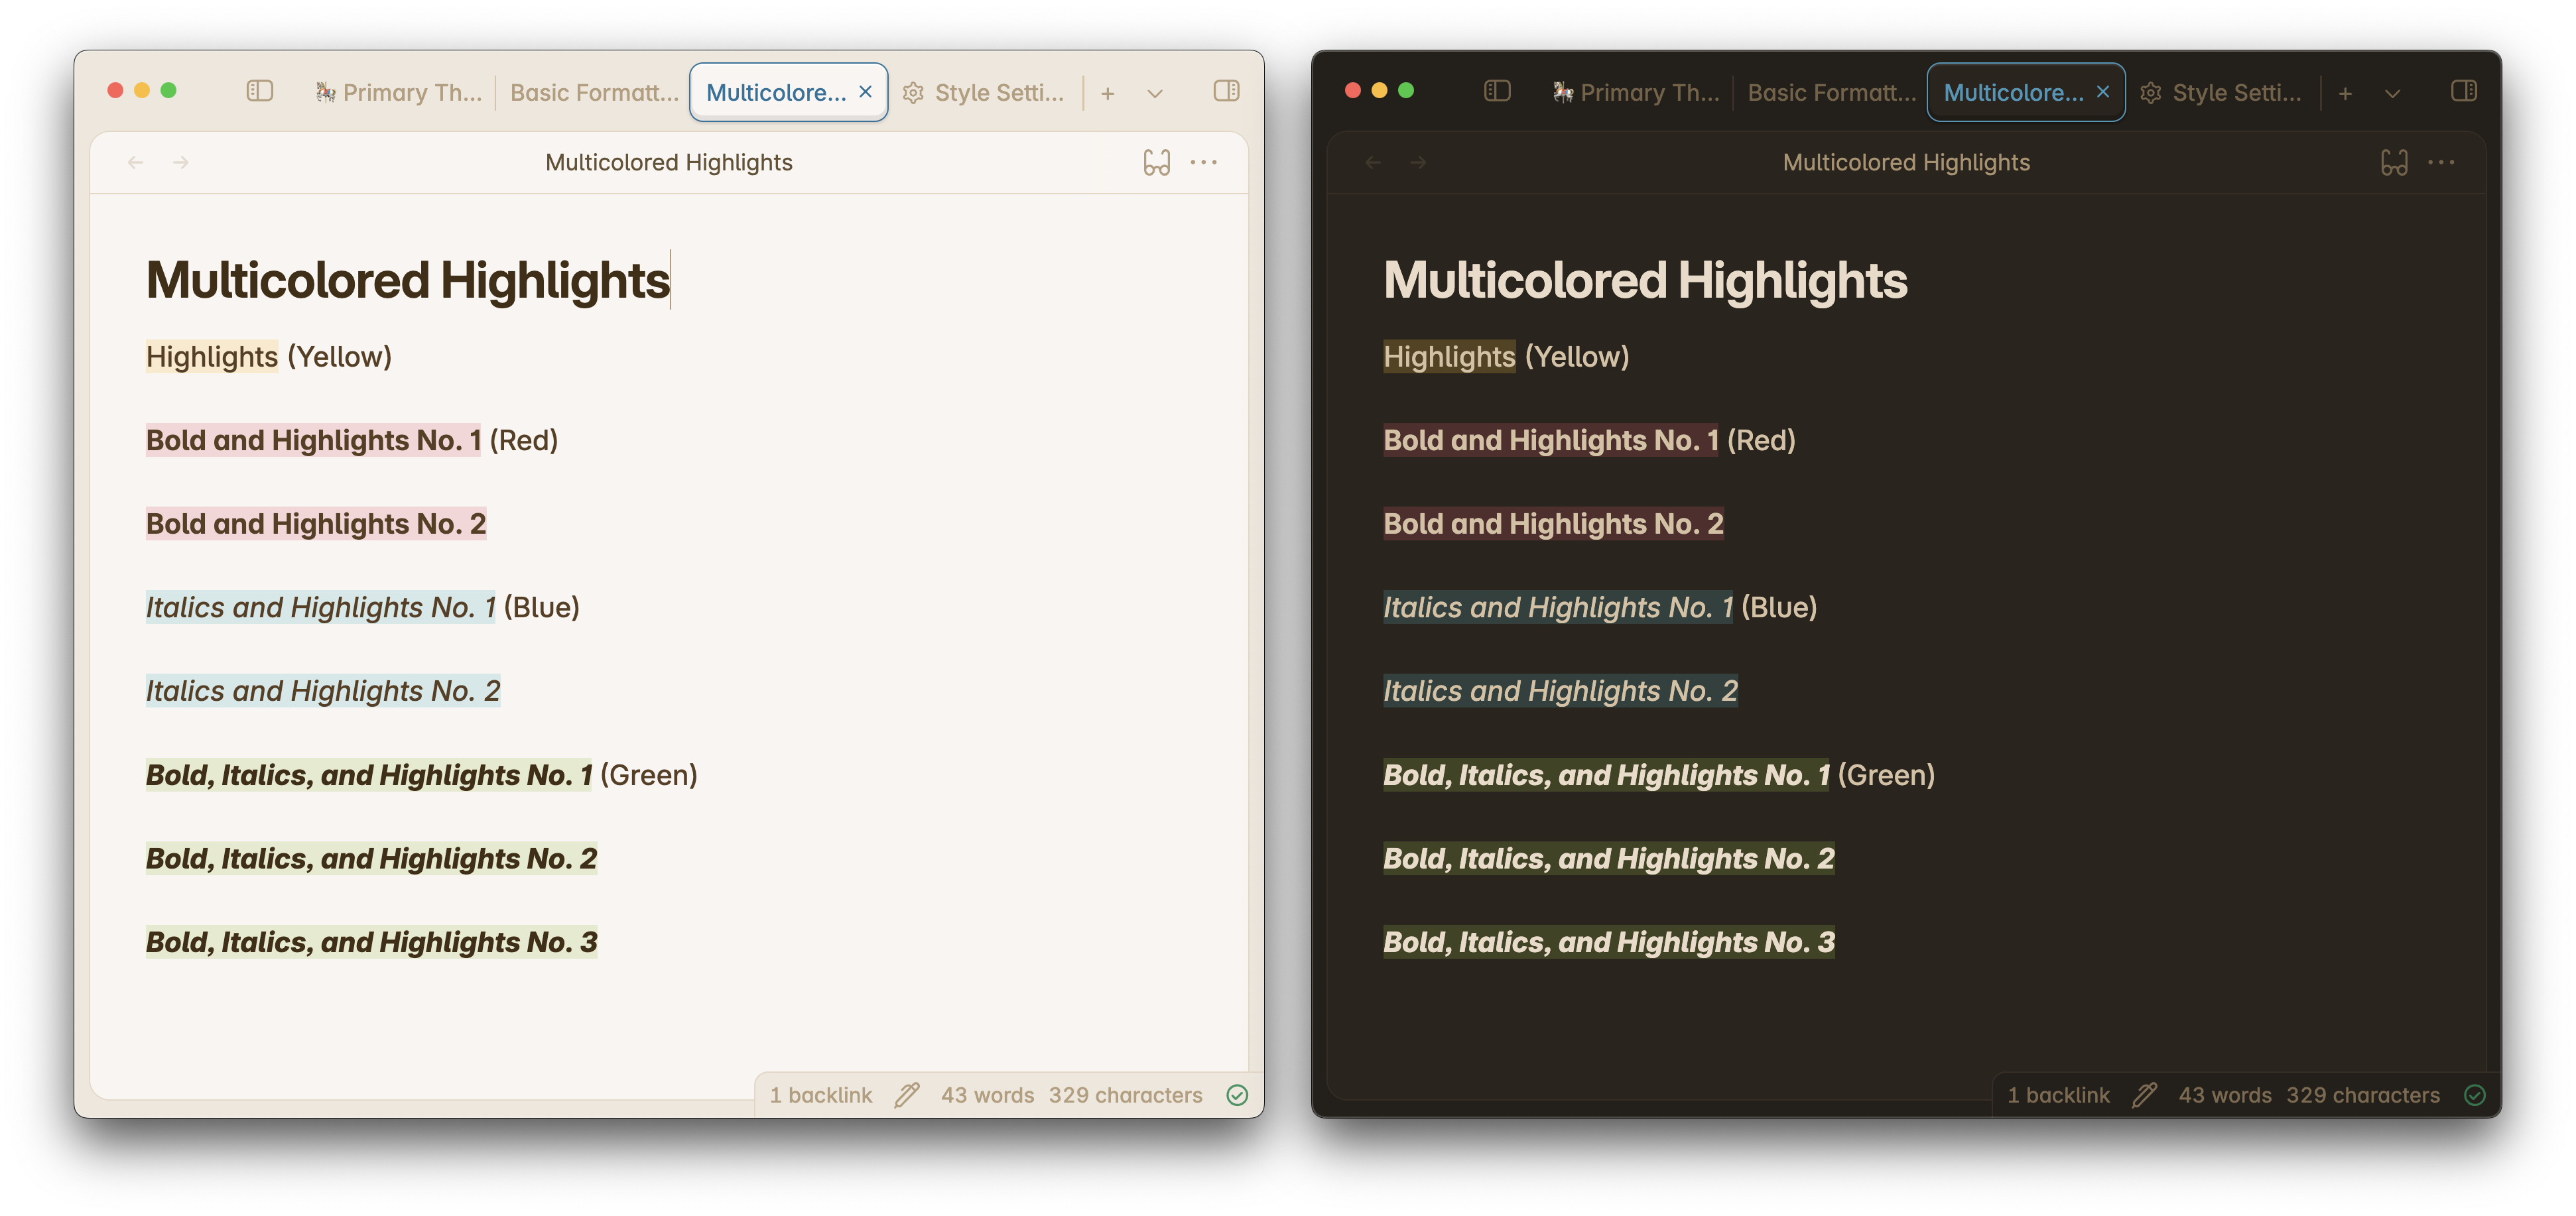 Primary Th... Basic Formatt... Multicolore... Style Setti...
Multicolored Highlights
Multicolored Highlights
Highlights (Yellow)
Bold and Highlights No. 1 (Red)
Bold and Highlights No. 2
Italics and Highlights No. 1 (Blue)
Italics and Highlights No. 2
Bold, Italics, and Highlights No. 1 (Green)
Bold, Italics, and Highlights No. 2
Bold, Italics, and Highlights No. 3
1 backlink 43 words 329 characters
Primary Th... Basic Formatt... Multicolore... Style Setti...
Multicolored Highlights
Multicolored Highlights
Highlights (Yellow)
Bold and Highlights No. 1 (Red)
Bold and Highlights No. 2
Italics and Highlights No. 1 (Blue)
Italics and Highlights No. 2
Bold, Italics, and Highlights No. 1 (Green)
Bold, Italics, and Highlights No. 2
Bold, Italics, and Highlights No. 3
1 backlink 43 words 329 characters